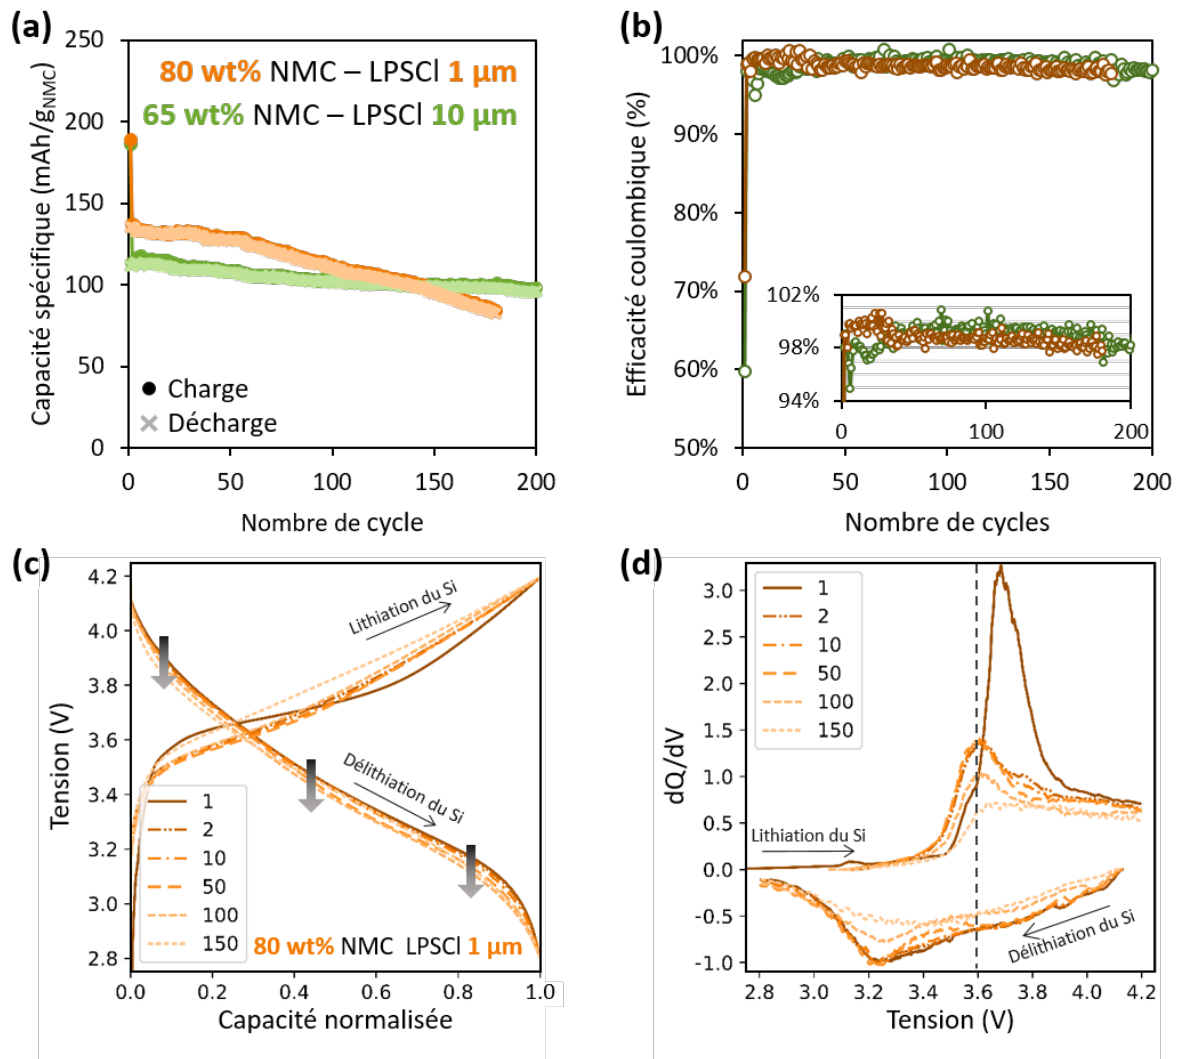 (a)
250
200
150
100
50
0
Capacité spécifique (mAh/gNMC)
80 wt% NMC – LPSCl 1 µm
65 wt% NMC – LPSCl 10 µm
Charge
Décharge
0 50 100 150 200
Nombre de cycle
(b)
100%
90%
80%
70%
60%
50%
Efficacité coulombique (%)
102%
98%
94%
0 100 200
0 50 100 150 200
Nombre de cycles
(c)
4.2
4.0
3.8
3.6
3.4
3.2
3.0
2.8
Tension (V)
Lithiation du Si
Délithiation du Si
1
2
10
50
100
150
80 wt% NMC LPSCl 1 µm
0.0 0.2 0.4 0.6 0.8 1.0
Capacité normalisée
(d)
3.0
2.5
2.0
1.5
1.0
0.5
0.0
-0.5
-1.0
dQ/dV
1
2
10
50
100
150
Lithiation du Si
Délithiation du Si
2.8 3.0 3.2 3.4 3.6 3.8 4.0 4.2
Tension (V)